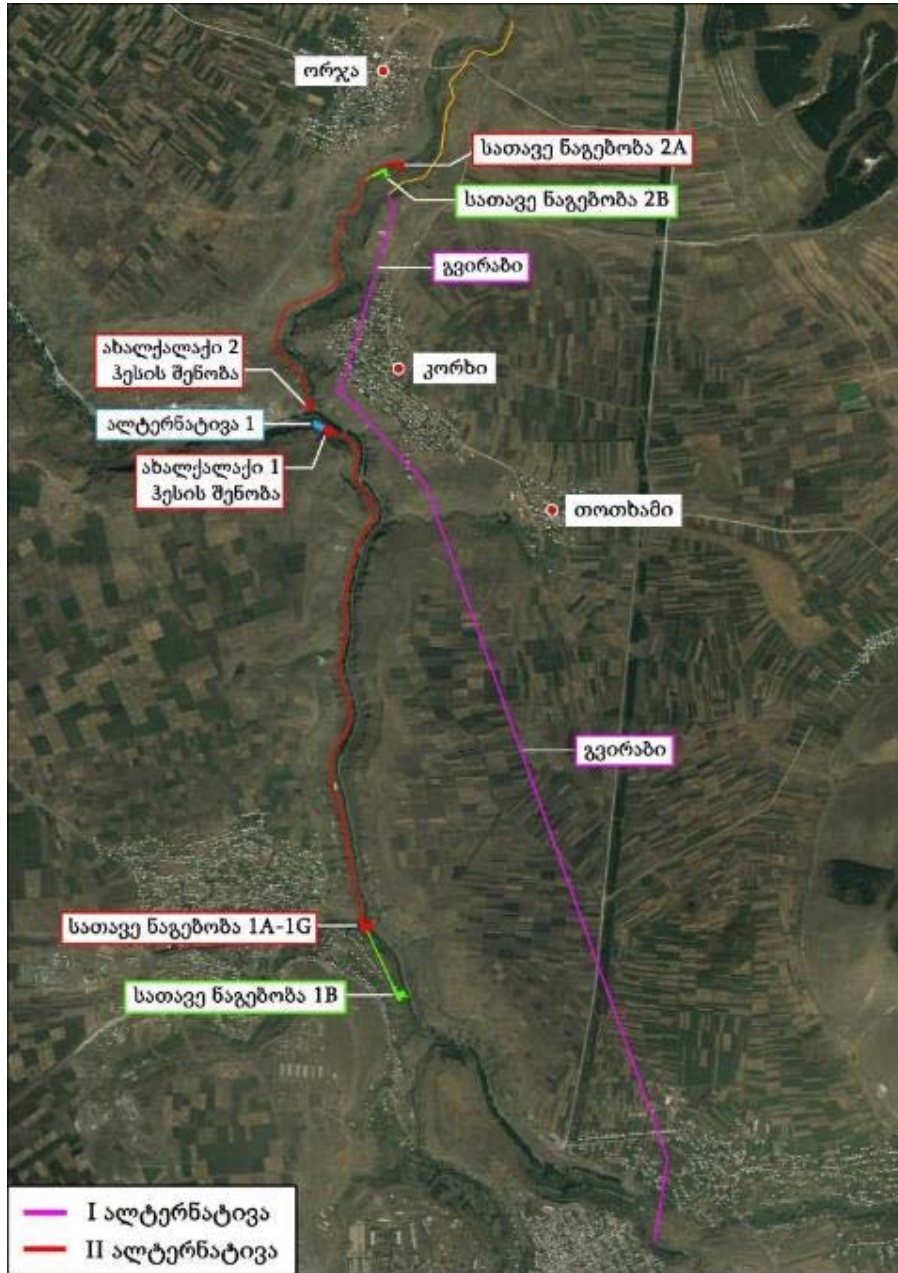 ორჯა
სათავე ნაგებობა 2A
სათავე ნაგებობა 2B
გვირაბი
ახალქალაქი 2
ჰესის შენობა
კორხი
ალტერნატივა 1
ახალქალაქი 1
ჰესის შენობა
თოთხამი
გვირაბი
სათავე ნაგებობა 1A-1G
სათავე ნაგებობა 1B
I ალტერნატივა
II ალტერნატივა